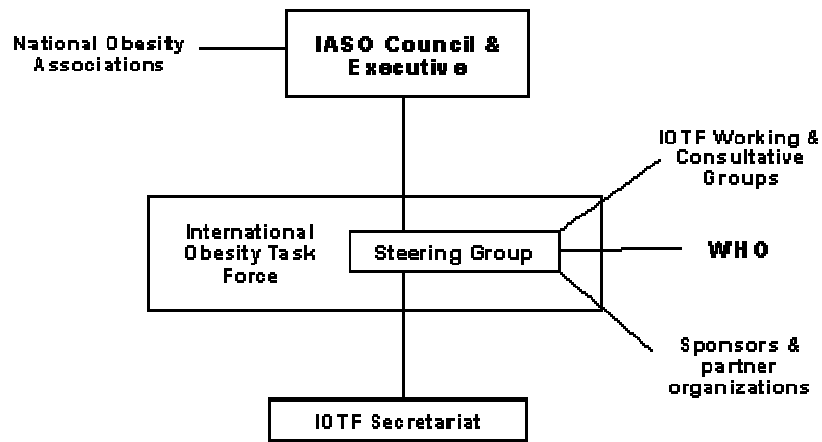 National Obesity
Associations
IASO Council &
Executive
IOTF Working &
Consultative
Groups
International
Obesity Task
Force
Steering Group
WHO
Sponsors &
partner
organizations
IOTF Secretariat